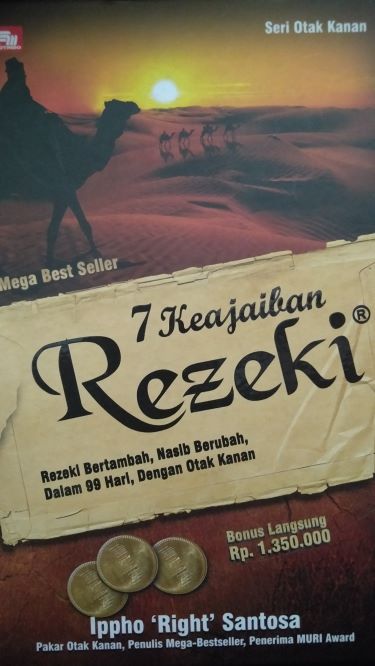 Seri Otak Kanan
Mega Best Seller
7 Keajaiban
Rezeki®
Rezeki Bertambah, Nasib Berubah,
Dalam 99 Hari, Dengan Otak Kanan
Bonus Langsung
Rp. 1.350.000
Ippho 'Right' Santosa
Pakar Otak Kanan, Penulis Mega-Bestseller, Penerima MURI Award